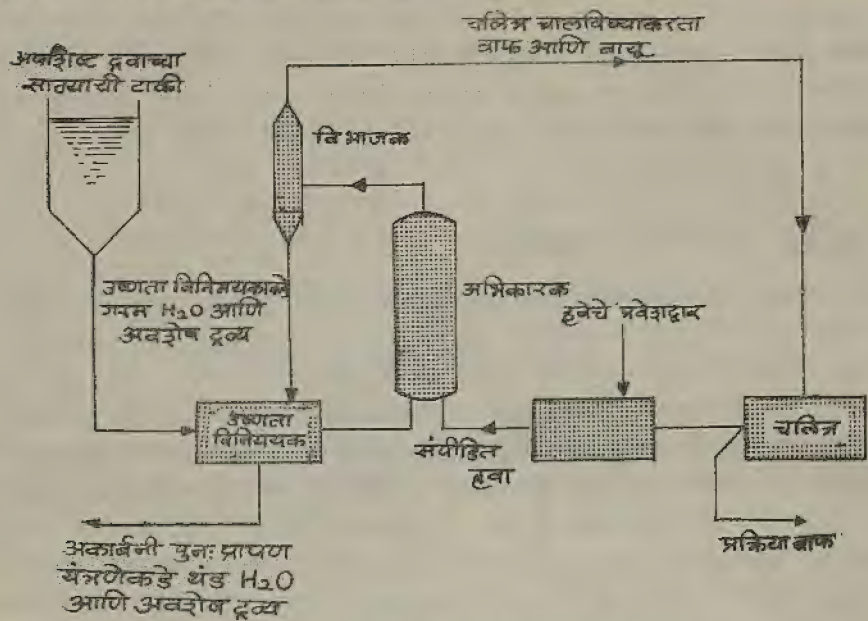 चलित्र चालविण्याकरता
वाफ आणि वायू
अवशिष्ट द्रवाच्या
साठ्याची टाकी
विभाजक
उष्णता विनिमयकाकडे
गरम H₂O आणि
अवशेष द्रव्य
अभिकारक
हवेचे प्रवेशद्वार
उष्णता
विनिमयक
संपीडित
हवा
चलित्र
प्रक्रिया वाफ
अकार्बनी पुनः प्रापण
यंत्रणेकडे थंड H₂O
आणि अवशेष द्रव्य